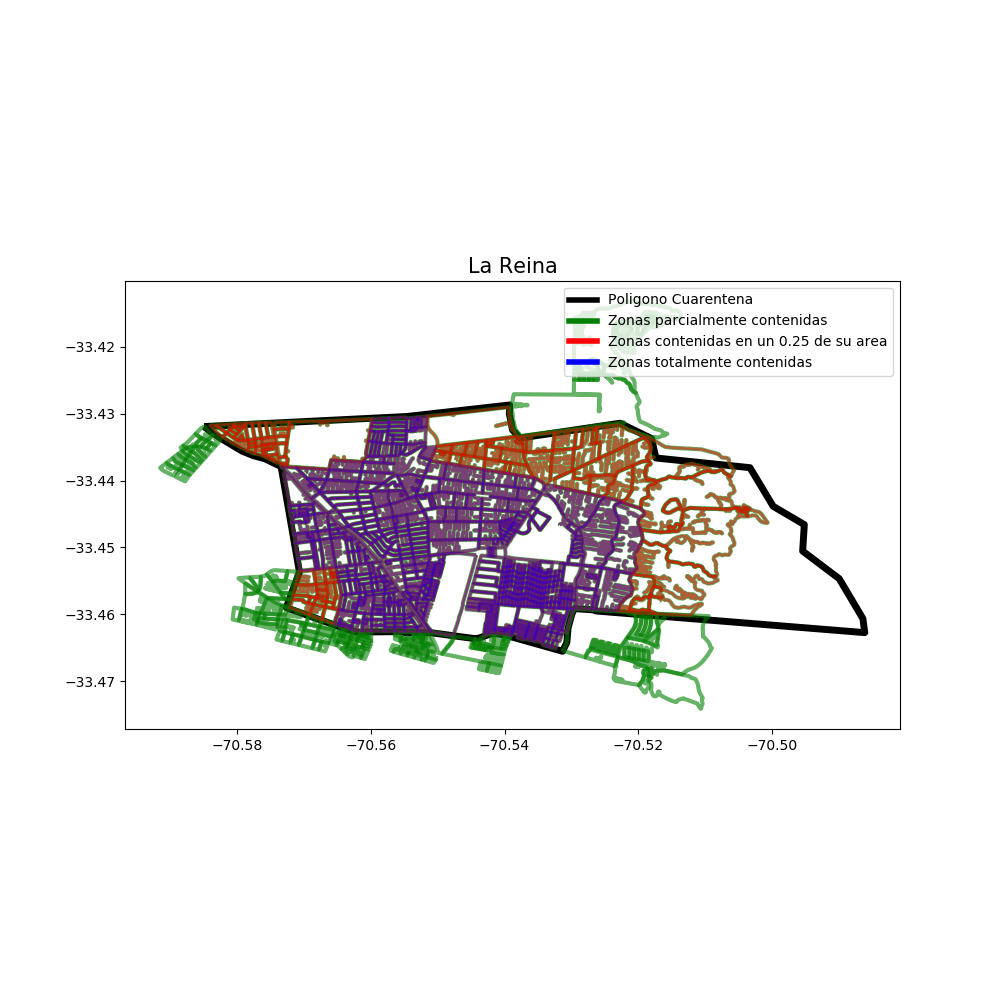 La Reina
Poligono Cuarentena
Zonas parcialmente contenidas
Zonas contenidas en un 0.25 de su area
Zonas totalmente contenidas
−33.42
−33.43
−33.44
−33.45
−33.46
−33.47
−70.58 −70.56 −70.54 −70.52 −70.50